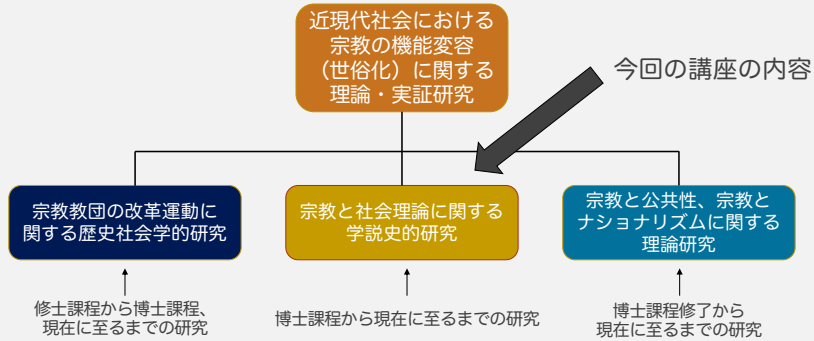 近現代社会における
宗教の機能変容
（世俗化）に関する
理論・実証研究
今回の講座の内容
宗教教団の改革運動に
関する歴史社会学的研究
宗教と社会理論に関する
学説史的研究
宗教と公共性、宗教と
ナショナリズムに関する
理論研究
修士課程から博士課程、
現在に至るまでの研究
博士課程から現在に至るまでの研究
博士課程修了から
現在に至るまでの研究